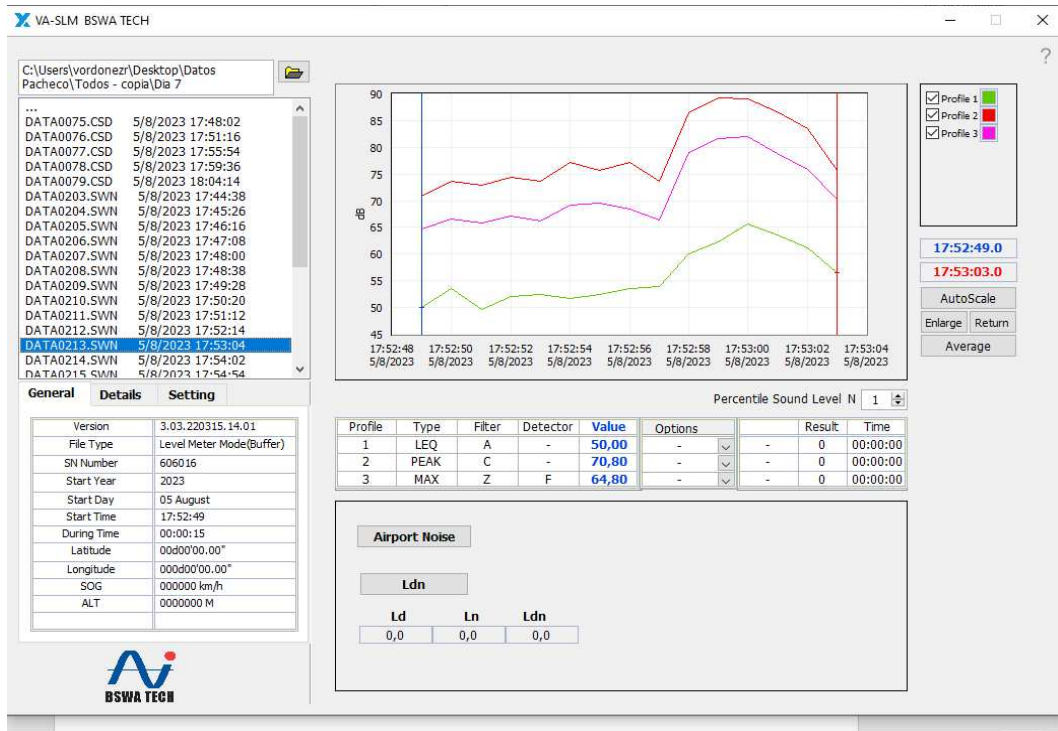 VA-SLM BSWA TECH
?
C:\Users\vordonezr\Desktop\Datos
Pacheco\Todos - copia\Dia 7
...
DATA0075.CSD 5/8/2023 17:48:02
DATA0076.CSD 5/8/2023 17:51:16
DATA0077.CSD 5/8/2023 17:55:54
DATA0078.CSD 5/8/2023 17:59:36
DATA0079.CSD 5/8/2023 18:04:14
DATA0203.SWN 5/8/2023 17:44:38
DATA0204.SWN 5/8/2023 17:45:26
DATA0205.SWN 5/8/2023 17:46:16
DATA0206.SWN 5/8/2023 17:47:08
DATA0207.SWN 5/8/2023 17:48:00
DATA0208.SWN 5/8/2023 17:48:38
DATA0209.SWN 5/8/2023 17:49:28
DATA0210.SWN 5/8/2023 17:50:20
DATA0211.SWN 5/8/2023 17:51:12
DATA0212.SWN 5/8/2023 17:52:14
DATA0213.SWN 5/8/2023 17:53:04
DATA0214.SWN 5/8/2023 17:54:02
DATA0215.SWN 5/8/2023 17:54:54
General Details Setting
Version 3.03.220315.14.01
File Type Level Meter Mode(Buffer)
SN Number 606016
Start Year 2023
Start Day 05 August
Start Time 17:52:49
During Time 00:00:15
Latitude 00d00'00.00"
Longitude 000d00'00.00"
SOG 000000 km/h
ALT 0000000 M
BSWA TECH
90
85
80
75
70
65
60
55
50
45
dB
17:52:48 17:52:50 17:52:52 17:52:54 17:52:56 17:52:58 17:53:00 17:53:02 17:53:04
5/8/2023 5/8/2023 5/8/2023 5/8/2023 5/8/2023 5/8/2023 5/8/2023 5/8/2023 5/8/2023
Profile 1
Profile 2
Profile 3
17:52:49.0
17:53:03.0
AutoScale
Enlarge Return
Average
Percentile Sound Level N 1
Profile Type Filter Detector Value Options Result Time
1 LEQ A - 50,00 - - 0 00:00:00
2 PEAK C - 70,80 - - 0 00:00:00
3 MAX Z F 64,80 - - 0 00:00:00
Airport Noise
Ldn
Ld Ln Ldn
0,0 0,0 0,0